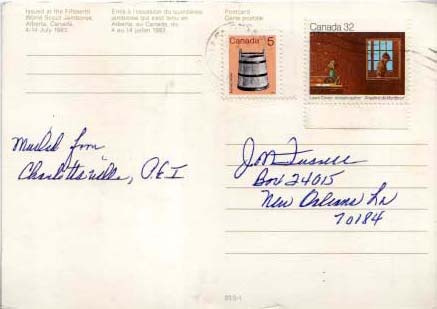 Issued at the Fifteenth
World Scout Jamboree,
Alberta, Canada,
4-14 July 1983.
Émis à l'occasion du quinzième
jamboree qui s'est tenu en
Alberta, au Canada, du
4 au 14 juillet 1983.
Postcard
Carte postale
Canada 5
Canada 32
Mailed from
Charlottesville, P.E.I
J M
Box 24015
New Orleans La
70184